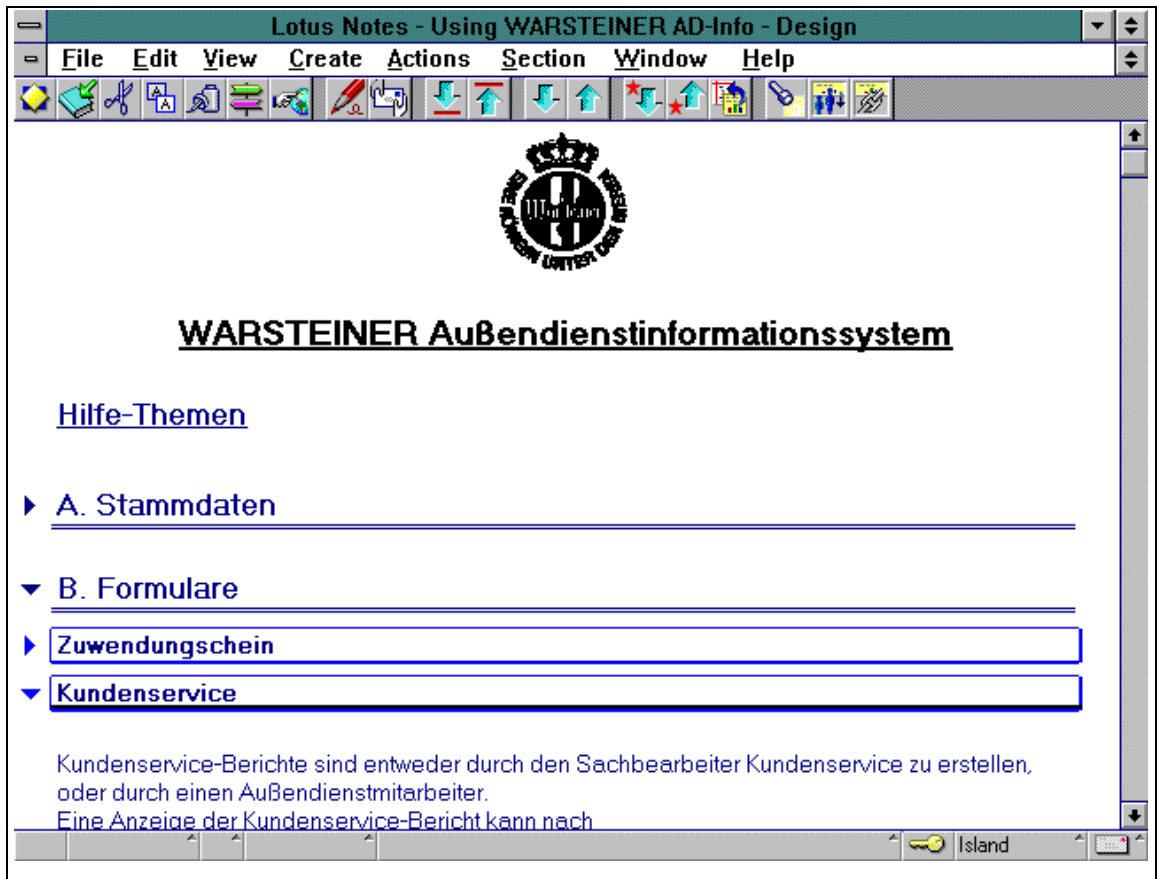 Lotus Notes - Using WARSTEINER AD-Info - Design
File Edit View Create Actions Section Window Help
WARSTEINER Außendienstinformationssystem
Hilfe-Themen
A. Stammdaten
B. Formulare
Zuwendungschein
Kundenservice
Kundenservice-Berichte sind entweder durch den Sachbearbeiter Kundenservice zu erstellen,
oder durch einen Außendienstmitarbeiter.
Eine Anzeige der Kundenservice-Bericht kann nach
Island